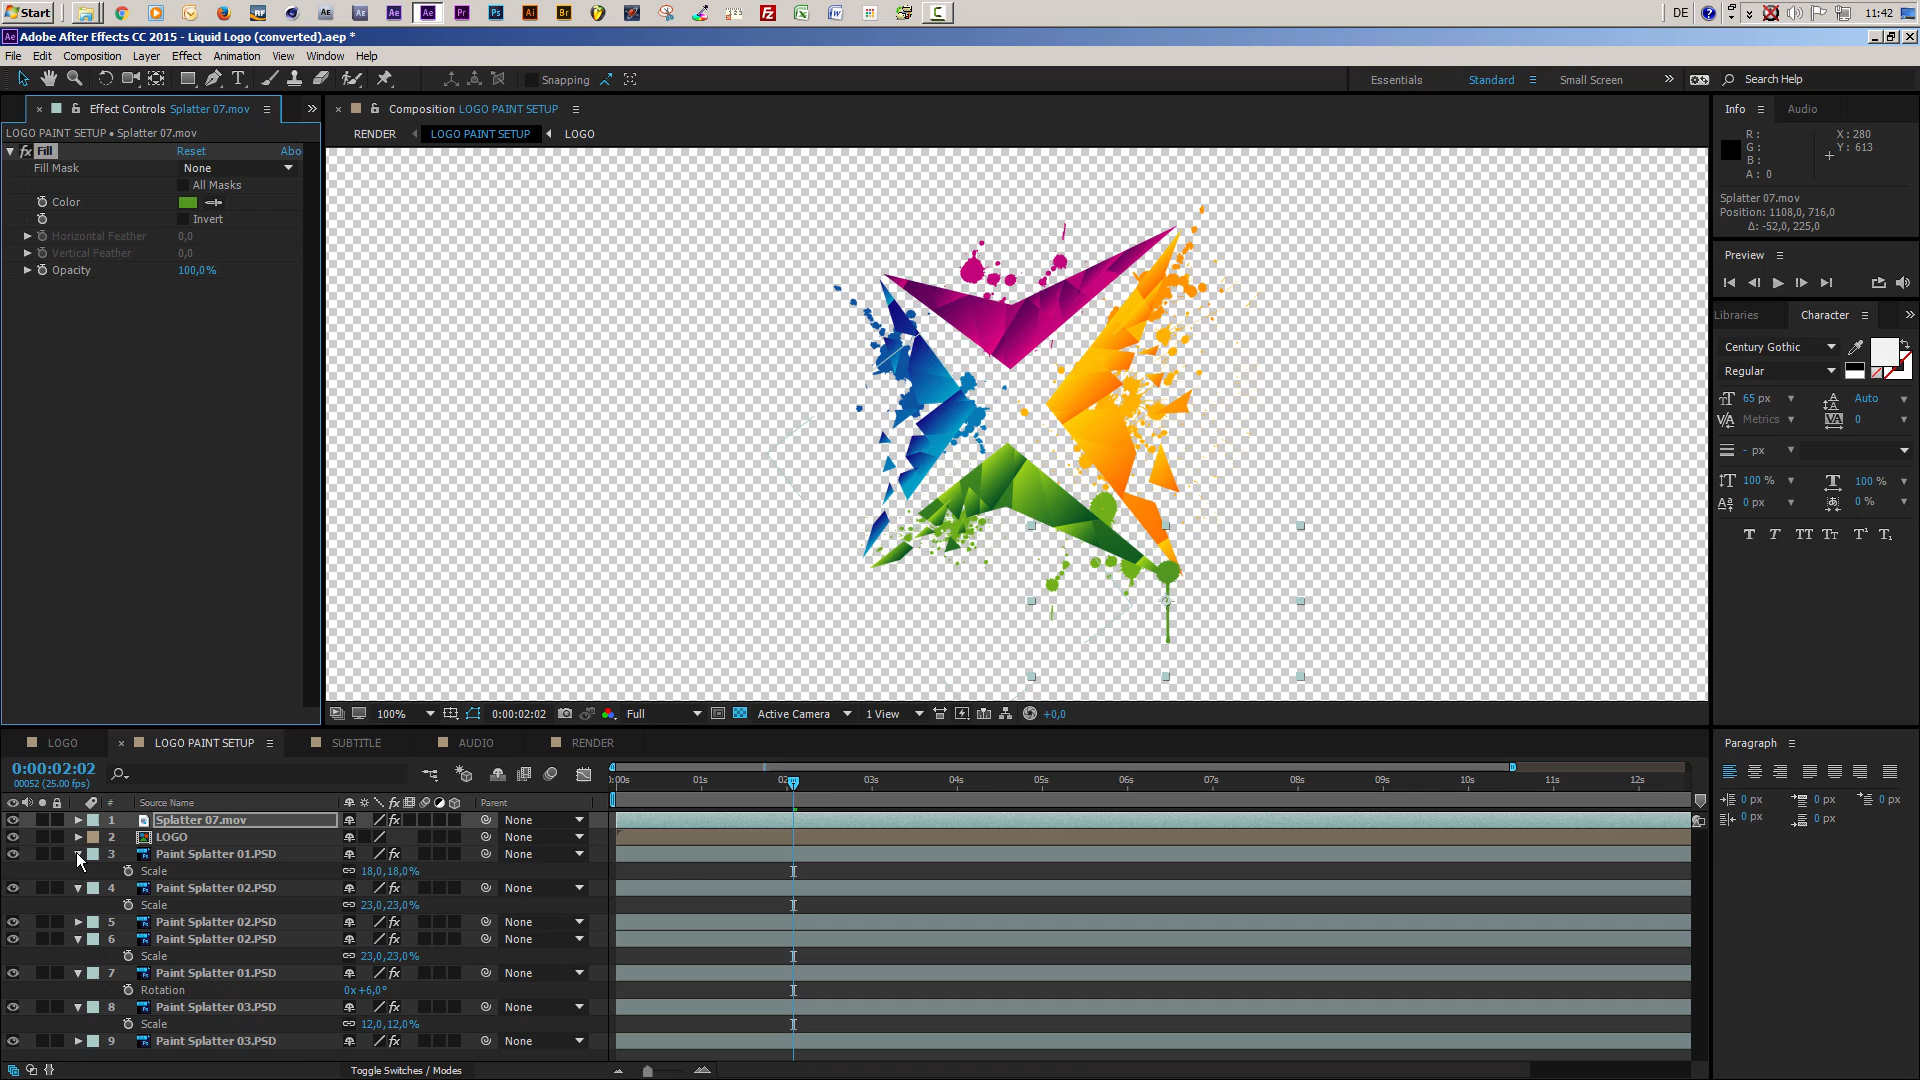 Start
DE
11:42
Adobe After Effects CC 2015 - Liquid Logo (converted).aep *
File Edit Composition Layer Effect Animation View Window Help
Snapping
Essentials Standard Small Screen
Search Help
Effect Controls Splatter 07.mov
Composition LOGO PAINT SETUP
Info Audio
LOGO PAINT SETUP • Splatter 07.mov
RENDER LOGO PAINT SETUP LOGO
fx Fill Reset Abo
Fill Mask None
All Masks
Color
Invert
Horizontal Feather 0,0
Vertical Feather 0,0
Opacity 100,0%
R :
G :
B :
A : 0
X : 280
Y : 613
Splatter 07.mov
Position: 1108,0, 716,0
Δ: -52,0, 225,0
Preview
Libraries Character
Century Gothic
Regular
65 px Auto
Metrics 0
- px
100 % 100 %
0 px 0 %
T T TT Tt T¹ T₁
100% 0:00:02:02 Full Active Camera 1 View +0,0
LOGO LOGO PAINT SETUP SUBTITLE AUDIO RENDER
Paragraph
0:00:02:02
00052 (25.00 fps)
:00s 01s 02 03s 04s 05s 06s 07s 08s 09s 10s 11s 12s
0 px 0 px 0 px
0 px 0 px
# Source Name Parent
1 Splatter 07.mov None
2 LOGO None
3 Paint Splatter 01.PSD None
Scale 18,0,18,0%
4 Paint Splatter 02.PSD None
Scale 23,0,23,0%
5 Paint Splatter 02.PSD None
6 Paint Splatter 02.PSD None
Scale 23,0,23,0%
7 Paint Splatter 01.PSD None
Rotation 0x+6,0°
8 Paint Splatter 03.PSD None
Scale 12,0,12,0%
9 Paint Splatter 03.PSD None
Toggle Switches / Modes